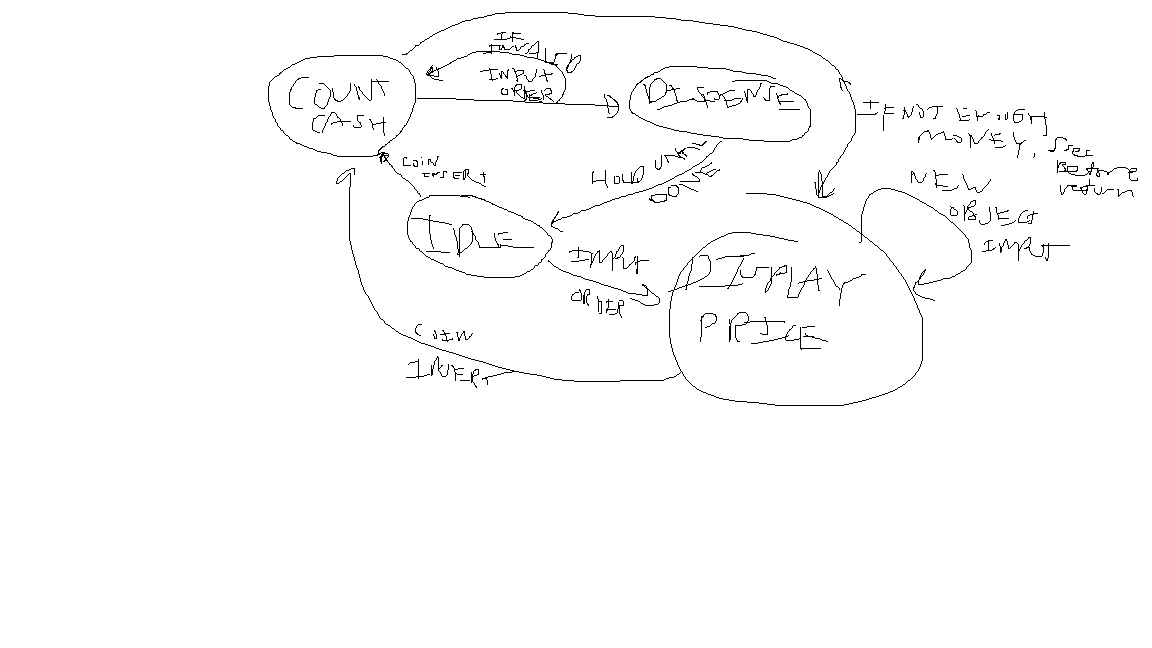 COUNT
CASH
IF
INVALID
INPUT
ORDER
DISPENSE
IF NOT ENOUGH
MONEY, 5sec
Before
return
COIN
INSERT
HOLD UNTIL
DONE
NEW
OBJECT
INPUT
IDLE
INPUT
ORDER
DISPLAY
PRICE
COIN
INSERT